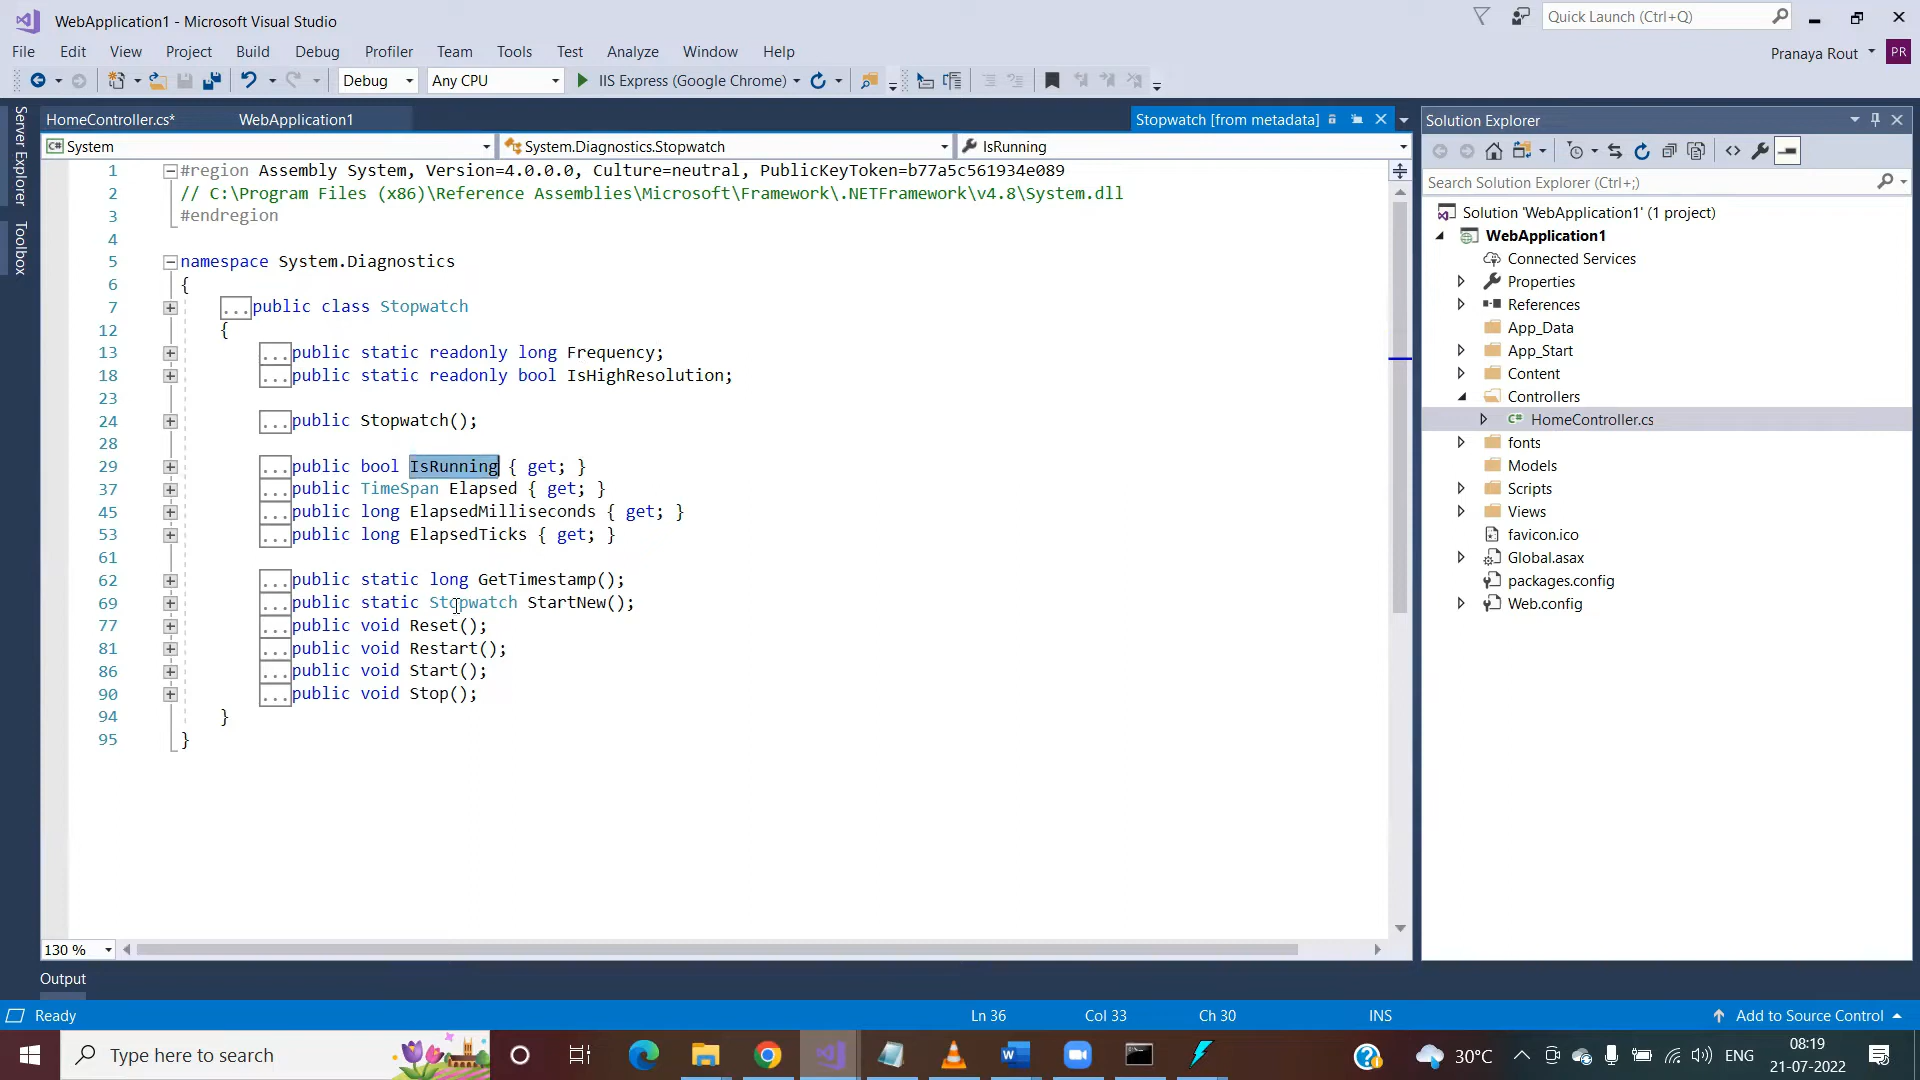 WebApplication1 - Microsoft Visual Studio
Quick Launch (Ctrl+Q)
File Edit View Project Build Debug Profiler Team Tools Test Analyze Window Help
Pranaya Rout PR
Debug Any CPU IIS Express (Google Chrome)
Server Explorer
Toolbox
HomeController.cs* WebApplication1 Stopwatch [from metadata]
C# System System.Diagnostics.Stopwatch IsRunning
1 #region Assembly System, Version=4.0.0.0, Culture=neutral, PublicKeyToken=b77a5c561934e089
2 // C:\Program Files (x86)\Reference Assemblies\Microsoft\Framework\.NETFramework\v4.8\System.dll
3 #endregion
4
5 namespace System.Diagnostics
6 {
7 ...public class Stopwatch
12 {
13 ...public static readonly long Frequency;
18 ...public static readonly bool IsHighResolution;
23
24 ...public Stopwatch();
28
29 ...public bool IsRunning { get; }
37 ...public TimeSpan Elapsed { get; }
45 ...public long ElapsedMilliseconds { get; }
53 ...public long ElapsedTicks { get; }
61
62 ...public static long GetTimestamp();
69 ...public static Stopwatch StartNew();
77 ...public void Reset();
81 ...public void Restart();
86 ...public void Start();
90 ...public void Stop();
94 }
95 }
130 %
Solution Explorer
Search Solution Explorer (Ctrl+;)
Solution 'WebApplication1' (1 project)
WebApplication1
Connected Services
Properties
References
App_Data
App_Start
Content
Controllers
C# HomeController.cs
fonts
Models
Scripts
Views
favicon.ico
Global.asax
packages.config
Web.config
Output
Ready Ln 36 Col 33 Ch 30 INS Add to Source Control
Type here to search
30°C ENG
08:19
21-07-2022